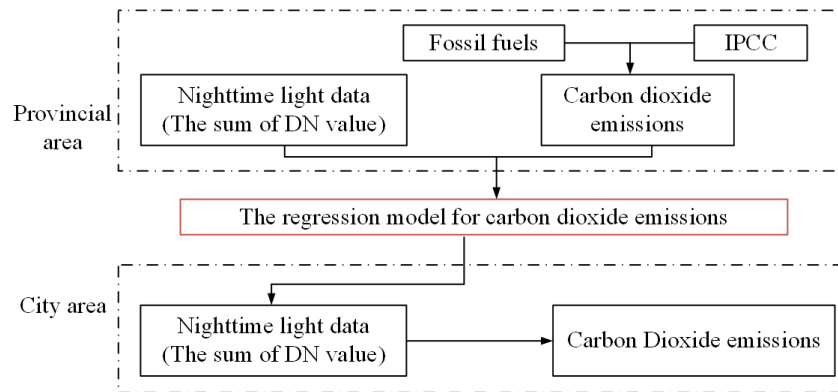 Fossil fuels
IPCC
Provincial
area
Nighttime light data
(The sum of DN value)
Carbon dioxide
emissions
The regression model for carbon dioxide emissions
City area
Nighttime light data
(The sum of DN value)
Carbon Dioxide emissions